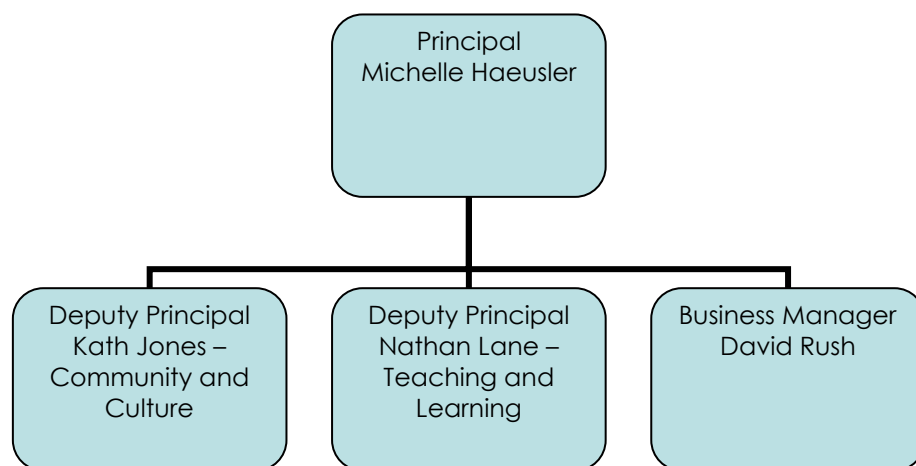 Principal
Michelle Haeusler
Deputy Principal
Kath Jones –
Community and
Culture
Deputy Principal
Nathan Lane –
Teaching and
Learning
Business Manager
David Rush